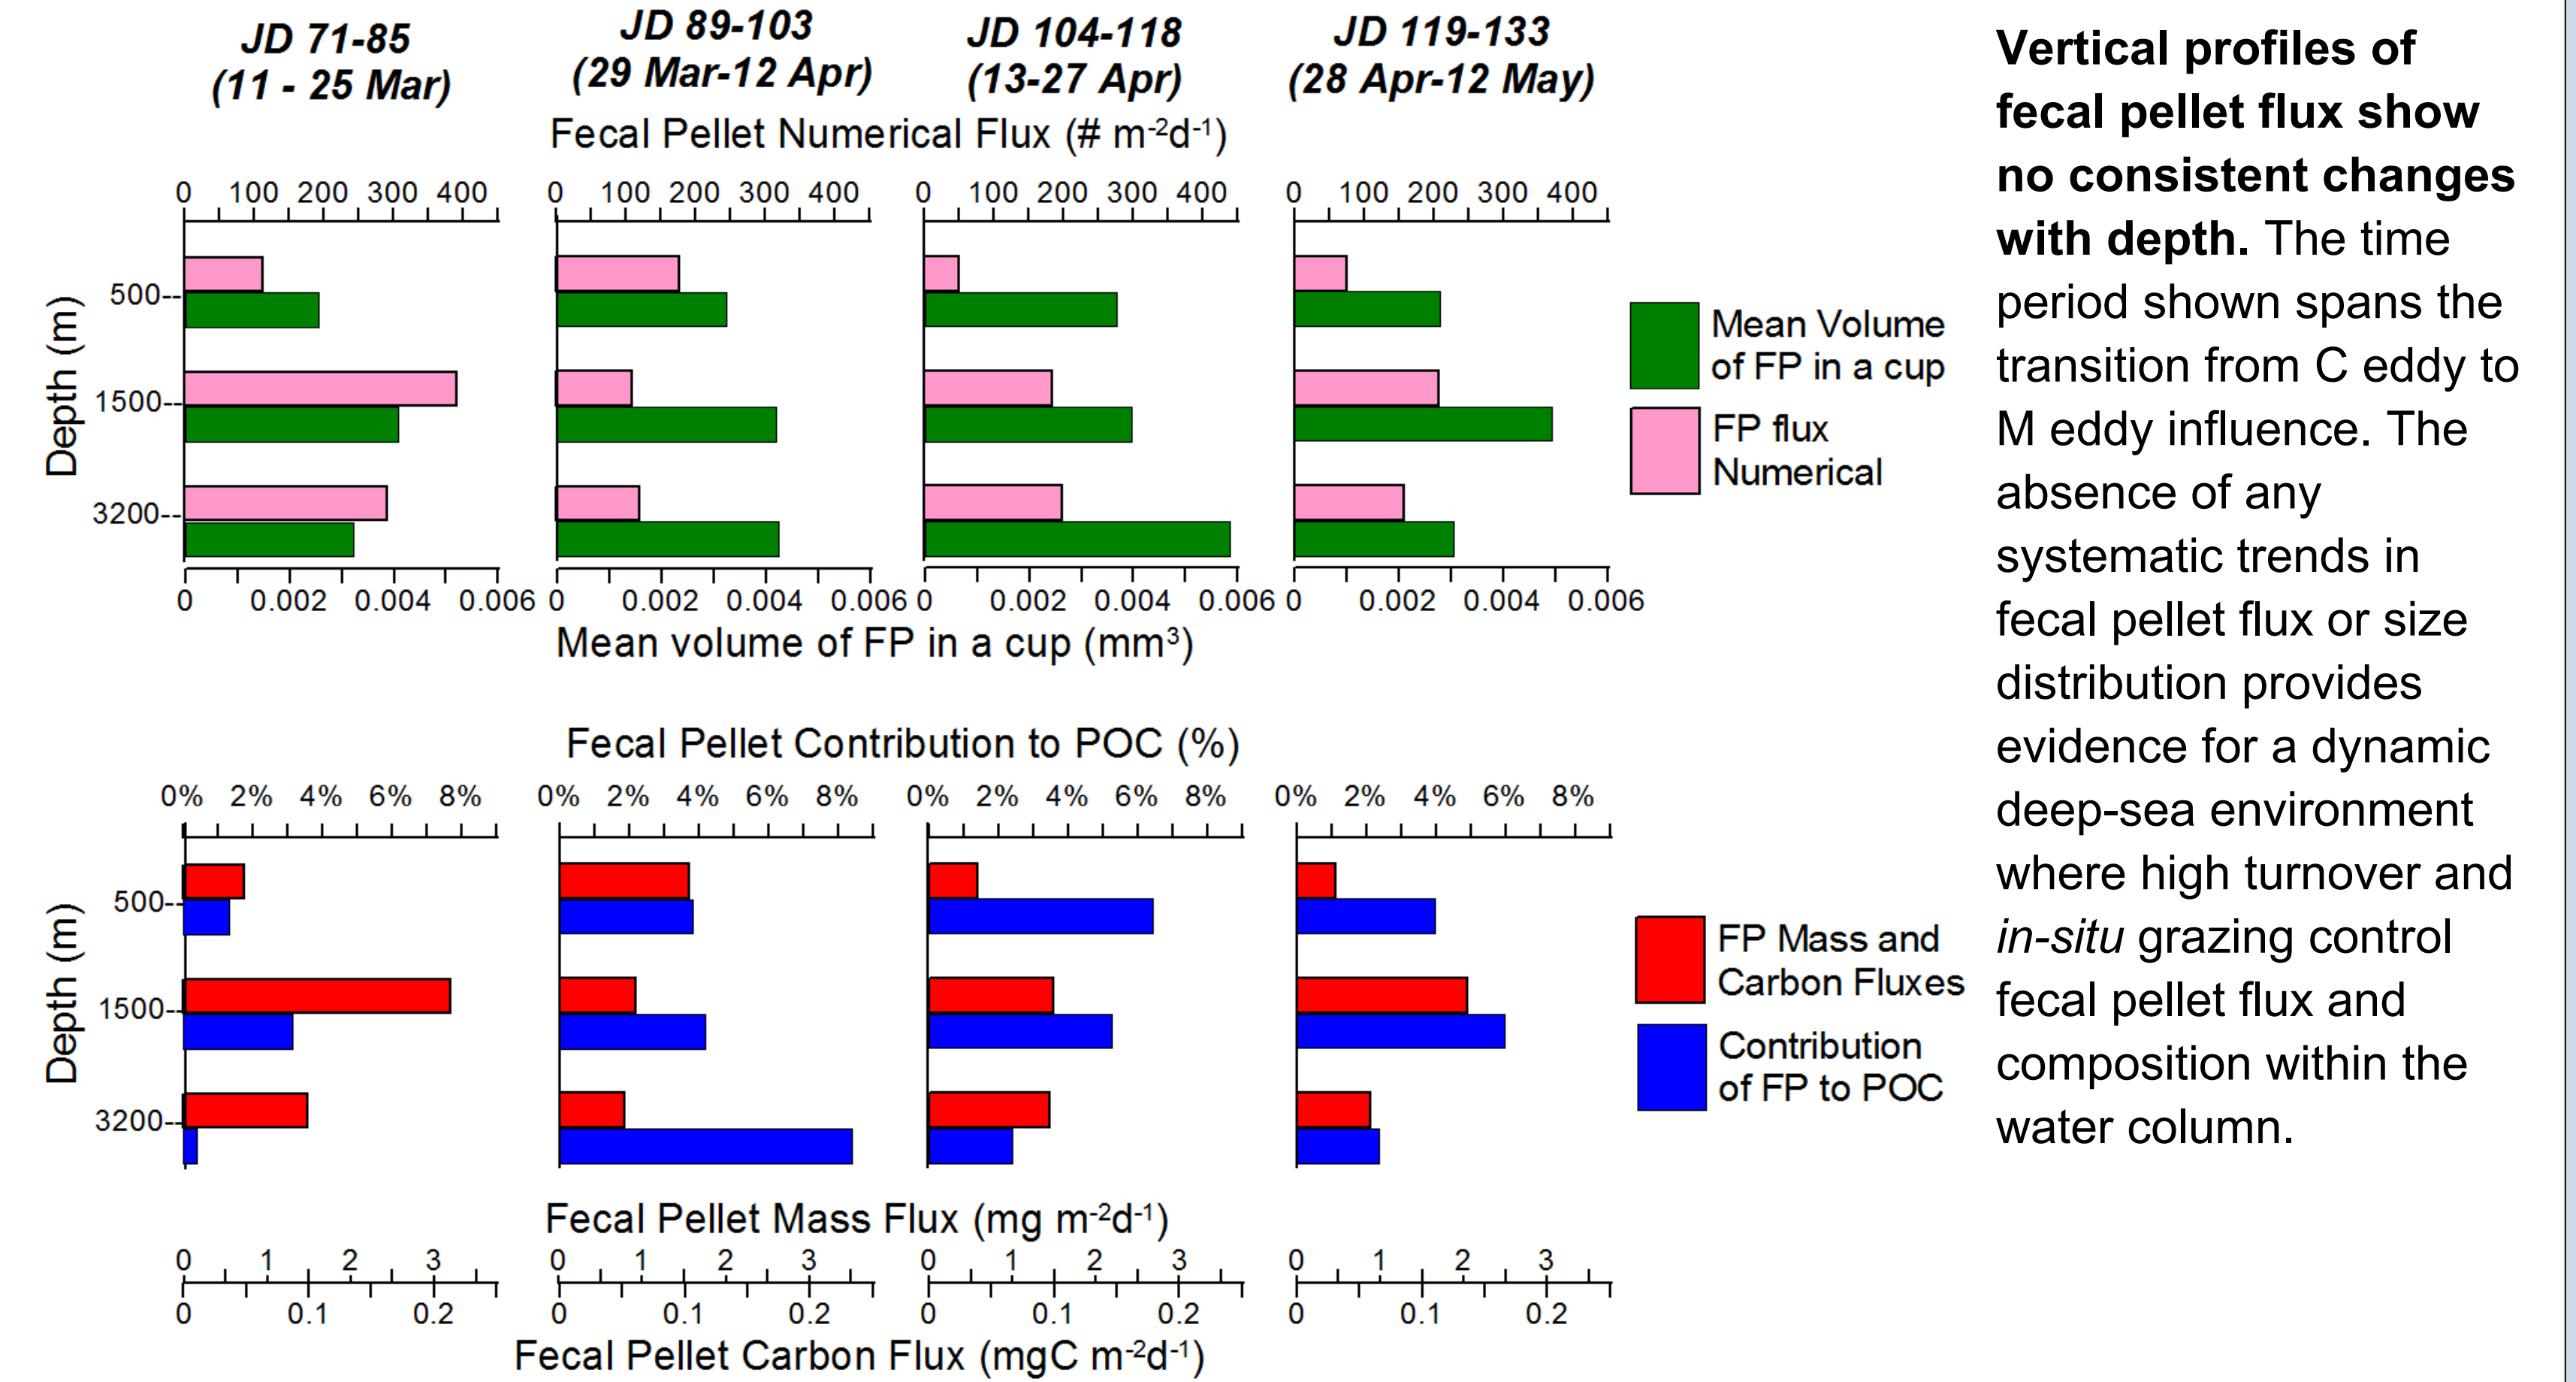 JD 71-85
(11 - 25 Mar)
JD 89-103
(29 Mar-12 Apr)
JD 104-118
(13-27 Apr)
JD 119-133
(28 Apr-12 May)
Fecal Pellet Numerical Flux (# m-2d-1)
0 100 200 300 400 0 100 200 300 400 0 100 200 300 400 0 100 200 300 400
Depth (m)
500--
1500--
3200--
Mean Volume
of FP in a cup
FP flux
Numerical
0 0.002 0.004 0.006 0 0.002 0.004 0.006 0 0.002 0.004 0.006 0 0.002 0.004 0.006
Mean volume of FP in a cup (mm3)
Fecal Pellet Contribution to POC (%)
0% 2% 4% 6% 8% 0% 2% 4% 6% 8% 0% 2% 4% 6% 8% 0% 2% 4% 6% 8%
Depth (m)
500--
1500--
3200--
FP Mass and
Carbon Fluxes
Contribution
of FP to POC
Fecal Pellet Mass Flux (mg m-2d-1)
0 1 2 3 0 1 2 3 0 1 2 3 0 1 2 3
0 0.1 0.2 0 0.1 0.2 0 0.1 0.2 0 0.1 0.2
Fecal Pellet Carbon Flux (mgC m-2d-1)
Vertical profiles of
fecal pellet flux show
no consistent changes
with depth. The time
period shown spans the
transition from C eddy to
M eddy influence. The
absence of any
systematic trends in
fecal pellet flux or size
distribution provides
evidence for a dynamic
deep-sea environment
where high turnover and
in-situ grazing control
fecal pellet flux and
composition within the
water column.